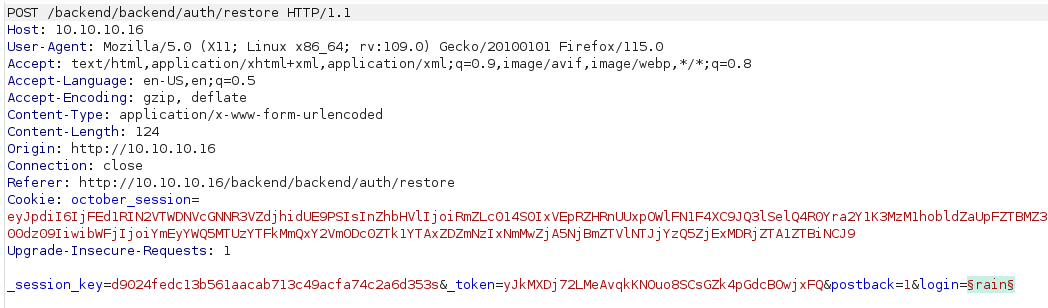 POST /backend/backend/auth/restore HTTP/1.1
Host: 10.10.10.16
User-Agent: Mozilla/5.0 (X11; Linux x86_64; rv:109.0) Gecko/20100101 Firefox/115.0
Accept: text/html,application/xhtml+xml,application/xml;q=0.9,image/avif,image/webp,*/*;q=0.8
Accept-Language: en-US,en;q=0.5
Accept-Encoding: gzip, deflate
Content-Type: application/x-www-form-urlencoded
Content-Length: 124
Origin: http://10.10.10.16
Connection: close
Referer: http://10.10.10.16/backend/backend/auth/restore
Cookie: october_session=
eyJpdiI6IjFEd1RIN2VTWDNVcGNNR3VZdjhidUE9PSIsInZhbHVlIjoiRmZLc014S0IxVEpRZHRnUUxpOWlFN1F4XC9JQ3lSelQ4R0Yra2Y1K3MzM1hobldZaUpFZTBMZ3
O0dz09IiwibWFjIjoiYmEyYWQ5MTUzYTFkMmQxY2VmODc0ZTk1YTAxZDZmNzIxNmMwZjA5NjBmZTVlNTJjYzQ5ZjExMDRjZTA1ZTBiNCJ9
Upgrade-Insecure-Requests: 1
_session_key=d9024fedc13b561aacab713c49acfa74c2a6d353s&_token=yJkMXDj72LMeAvqkKNOuo8SCsGZk4pGdcBOwjxFQ&postback=1&login=§rain§